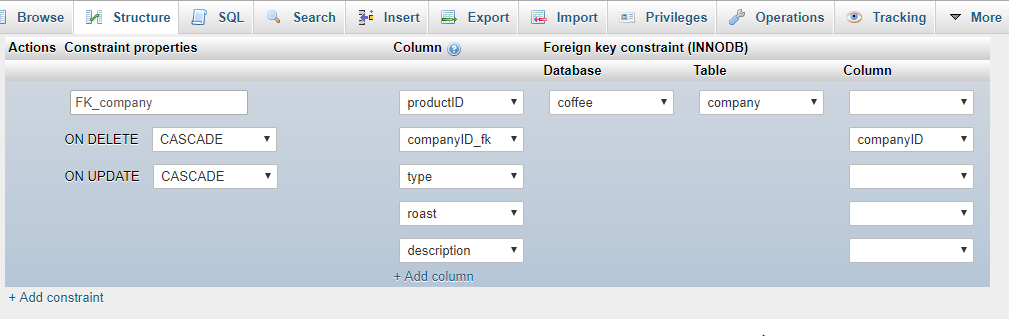 Browse Structure SQL Search Insert Export Import Privileges Operations Tracking More
Actions Constraint properties Column Foreign key constraint (INNODB)
Database Table Column
FK_company productID coffee company
ON DELETE CASCADE companyID_fk companyID
ON UPDATE CASCADE type
roast
description
+ Add column
+ Add constraint